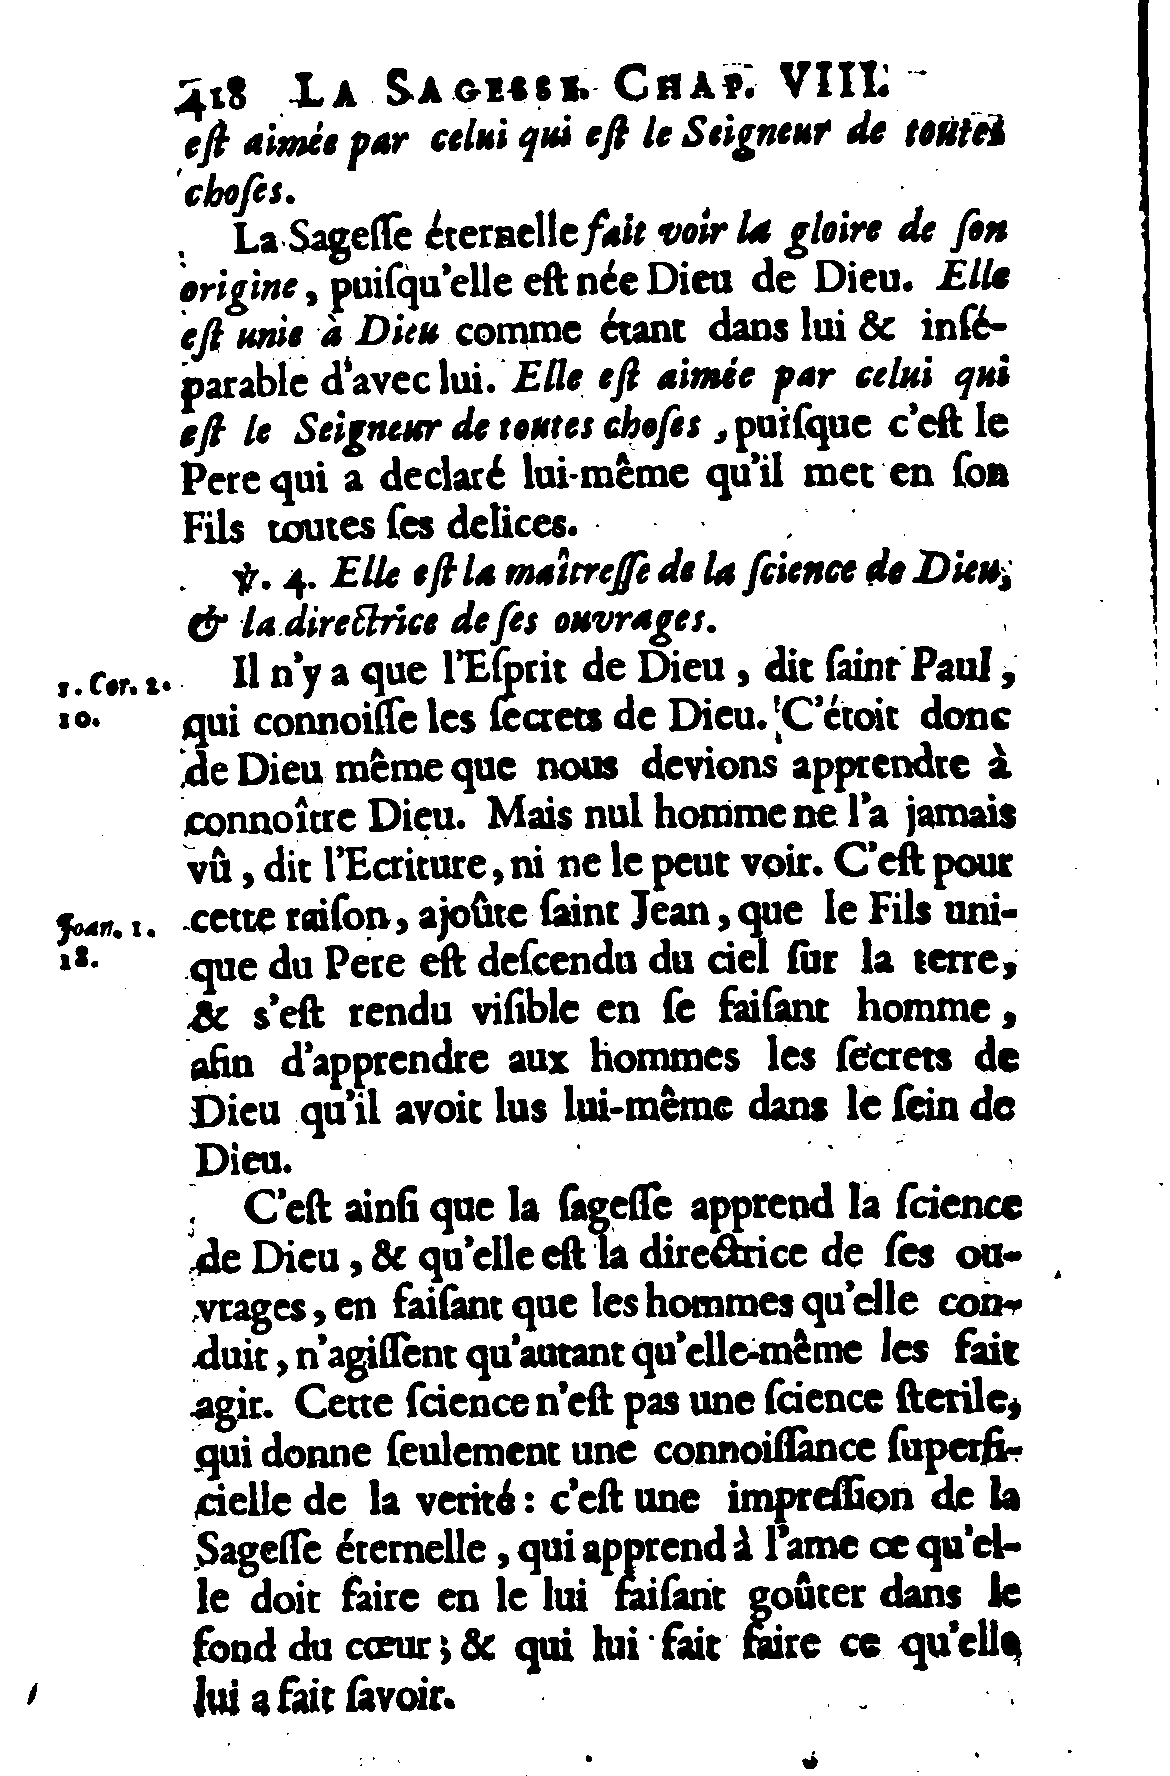 418 LA SAGESSE. CHAP. VIII.
eſt aimée par celui qui eſt le Seigneur de toutes
choſes.
La Sageſſe éternelle fait voir la gloire de ſon
origine, puiſqu'elle eſt née Dieu de Dieu. Elle
eſt unie à Dieu comme étant dans lui & inſé-
parable d'avec lui. Elle eſt aimée par celui qui
eſt le Seigneur de toutes choſes, puiſque c'eſt le
Pere qui a declaré lui-même qu'il met en ſon
Fils toutes ſes delices.
℣. 4. Elle eſt la maîtreſſe de la ſcience de Dieu,
& la directrice de ſes ouvrages.
Il n'y a que l'Eſprit de Dieu, dit ſaint Paul,
1. Cor. 2.
10.
qui connoiſſe les ſecrets de Dieu. C'étoit donc
de Dieu même que nous devions apprendre à
connoître Dieu. Mais nul homme ne l'a jamais
vû, dit l'Ecriture, ni ne le peut voir. C'eſt pour
cette raiſon, ajoûte ſaint Jean, que le Fils uni-
Joan. 1.
18.
que du Pere eſt deſcendu du ciel ſur la terre,
& s'eſt rendu viſible en ſe faiſant homme,
afin d'apprendre aux hommes les ſecrets de
Dieu qu'il avoit lus lui-même dans le ſein de
Dieu.
C'eſt ainſi que la ſageſſe apprend la ſcience
de Dieu, & qu'elle eſt la directrice de ſes ou-
vrages, en faiſant que les hommes qu'elle con-
duit, n'agiſſent qu'autant qu'elle-même les fait
agir. Cette ſcience n'eſt pas une ſcience ſterile,
qui donne ſeulement une connoiſſance ſuperfi-
cielle de la verité : c'eſt une impreſſion de la
Sageſſe éternelle, qui apprend à l'ame ce qu'el-
le doit faire en le lui faiſant goûter dans le
fond du cœur ; & qui lui fait faire ce qu'elle
lui a fait ſavoir.